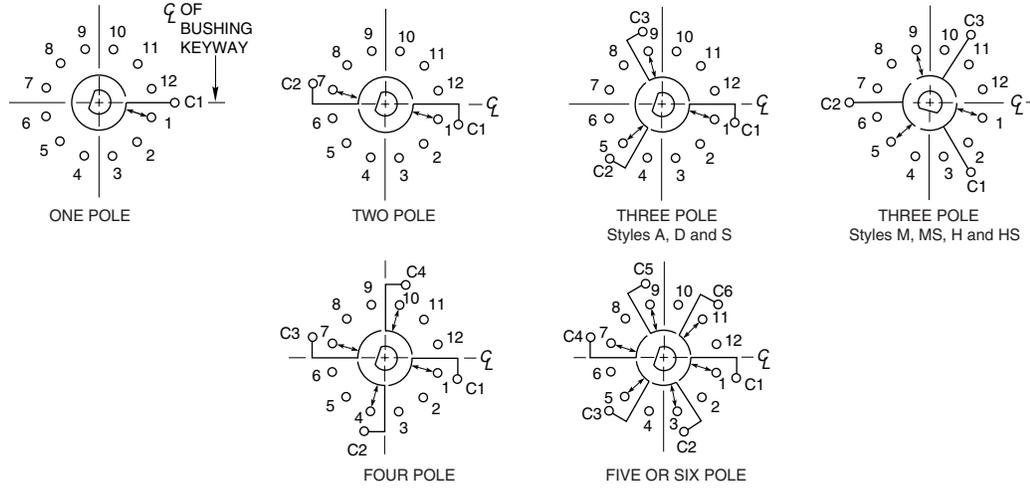 ℄ OF
BUSHING
KEYWAY
9 10
8 11
7 12
C1
6 1
5 2
4 3
ONE POLE
9 10
8 11
C2 7 12
℄
6 1 C1
5 2
4 3
TWO POLE
C3
9 10
8 11
7 12
℄
6 1 C1
5 2
C2 4 3
THREE POLE
Styles A, D and S
C3
9 10
8 11
7 12
C2 ℄
6 1
5 2
4 3
C1
THREE POLE
Styles M, MS, H and HS
C4
9 10
8 11
C3 7 12
℄
6 1 C1
5 2
4 3
C2
FOUR POLE
C5
9 10 C6
8 11
C4 7 12
℄
6 1 C1
5 2
C3 4 3
C2
FIVE OR SIX POLE